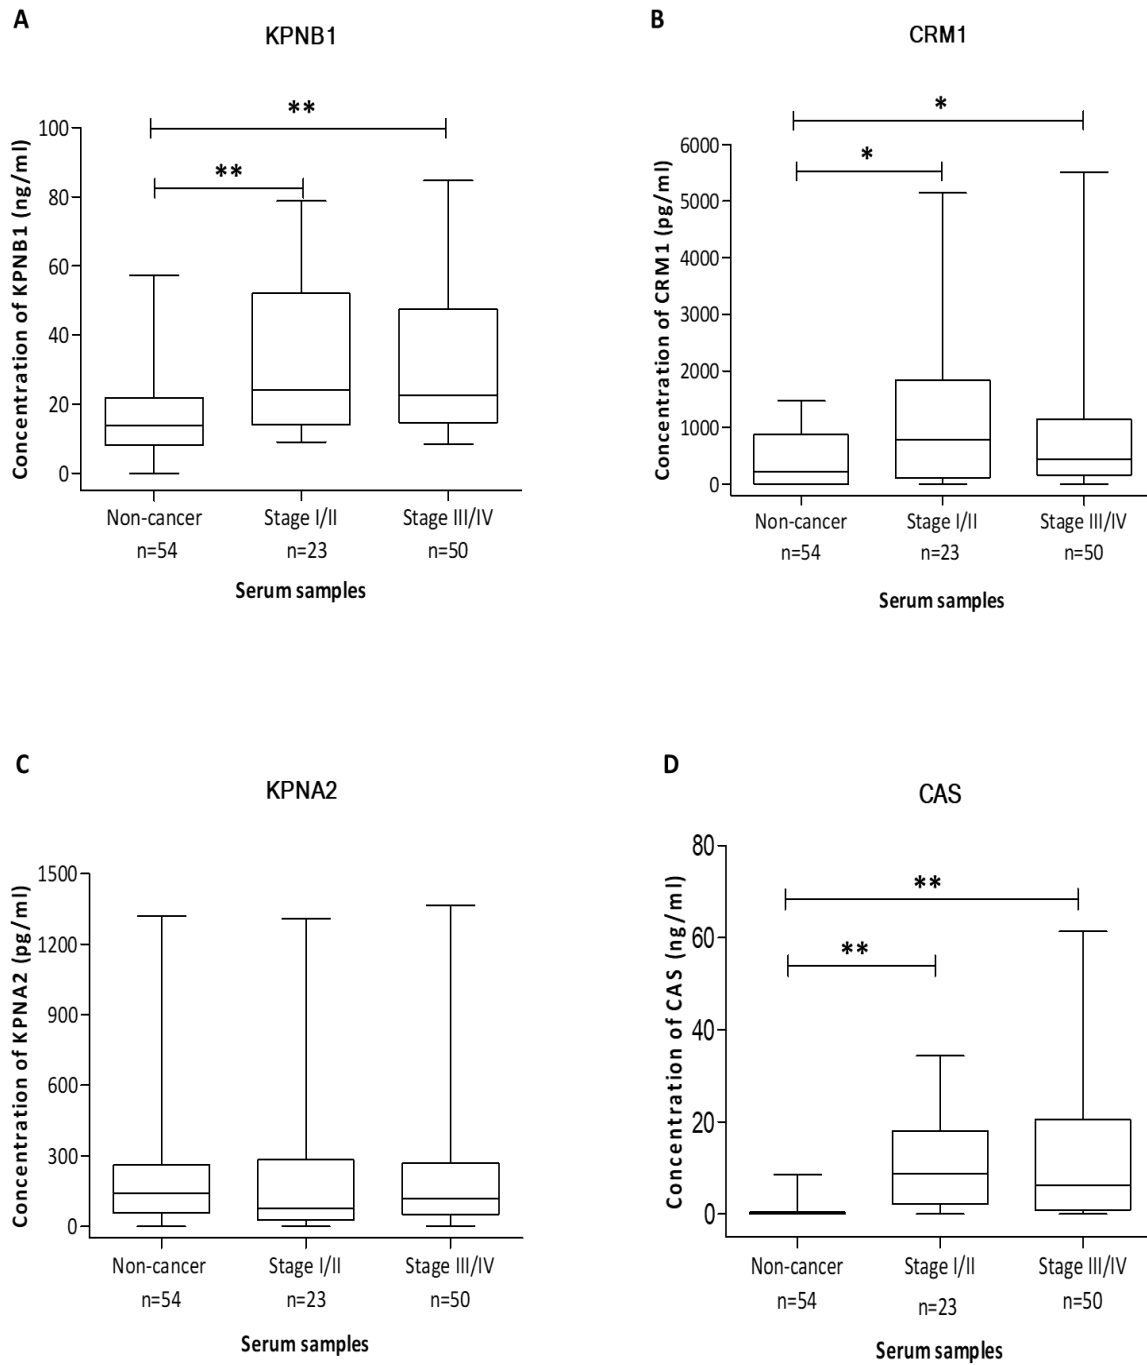 A
KPNB1
**
**
Concentration of KPNB1 (ng/ml)
100
80
60
40
20
0
Non-cancer Stage I/II Stage III/IV
n=54 n=23 n=50
Serum samples
B
CRM1
*
*
Concentration of CRM1 (pg/ml)
6000
5000
4000
3000
2000
1000
0
Non-cancer Stage I/II Stage III/IV
n=54 n=23 n=50
Serum samples
C
KPNA2
Concentration of KPNA2 (pg/ml)
1500
1200
900
600
300
0
Non-cancer Stage I/II Stage III/IV
n=54 n=23 n=50
Serum samples
D
CAS
**
**
Concentration of CAS (ng/ml)
80
60
40
20
0
Non-cancer Stage I/II Stage III/IV
n=54 n=23 n=50
Serum samples